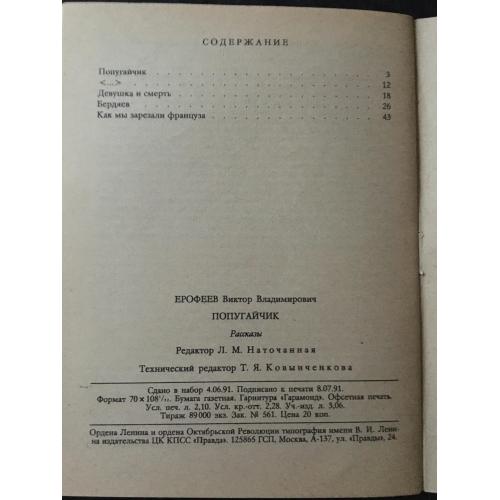 СОДЕРЖАНИЕ
Попугайчик . . . . . . . . . . . . . . 3
<...> . . . . . . . . . . . . . . 12
Девушка и смерть . . . . . . . . . . . . . . 18
Бердяев . . . . . . . . . . . . . . 26
Как мы зарезали француза . . . . . . . . . . . . . . 43
ЕРОФЕЕВ Виктор Владимирович
ПОПУГАЙЧИК
Рассказы
Редактор Л. М. Наточанная
Технический редактор Т. Я. Ковынченкова
Сдано в набор 4.06.91. Подписано к печати 8.07.91.
Формат 70 × 108¹/₃₂. Бумага газетная. Гарнитура «Гарамонд». Офсетная печать.
Усл. печ. л. 2,10. Усл. кр.-отт. 2,28. Уч.-изд. л. 3,06.
Тираж 89 000 экз. Зак. № 561. Цена 20 коп.
Ордена Ленина и ордена Октябрьской Революции типография имени В. И. Лени-
на издательства ЦК КПСС «Правда». 125865 ГСП, Москва, А-137, ул. «Правды», 24.